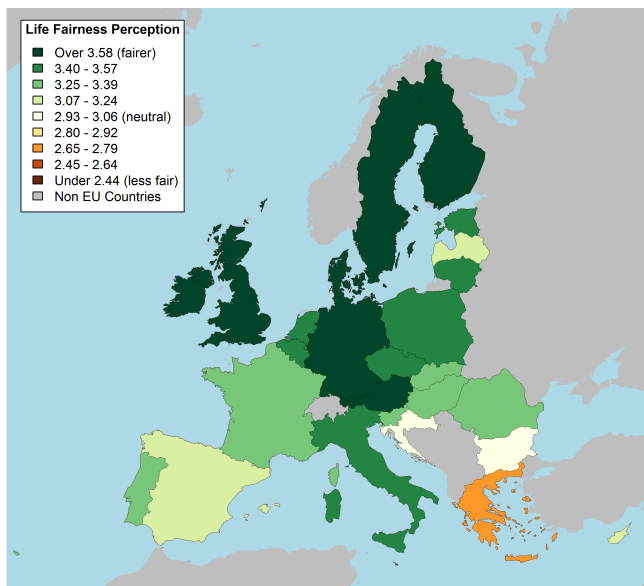 Life Fairness Perception
Over 3.58 (fairer)
3.40 - 3.57
3.25 - 3.39
3.07 - 3.24
2.93 - 3.06 (neutral)
2.80 - 2.92
2.65 - 2.79
2.45 - 2.64
Under 2.44 (less fair)
Non EU Countries